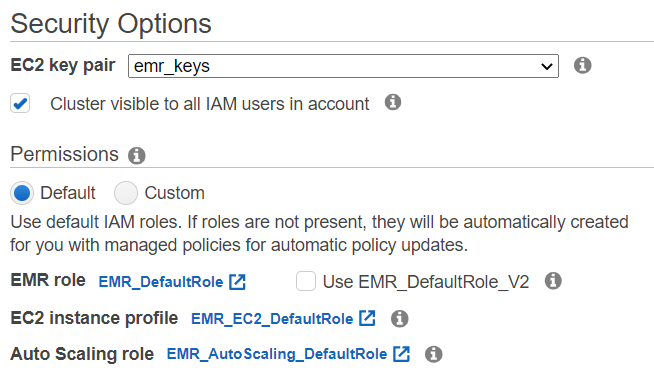 Security Options
EC2 key pair emr_keys
Cluster visible to all IAM users in account
Permissions
Default Custom
Use default IAM roles. If roles are not present, they will be automatically created
for you with managed policies for automatic policy updates.
EMR role EMR_DefaultRole Use EMR_DefaultRole_V2
EC2 instance profile EMR_EC2_DefaultRole
Auto Scaling role EMR_AutoScaling_DefaultRole